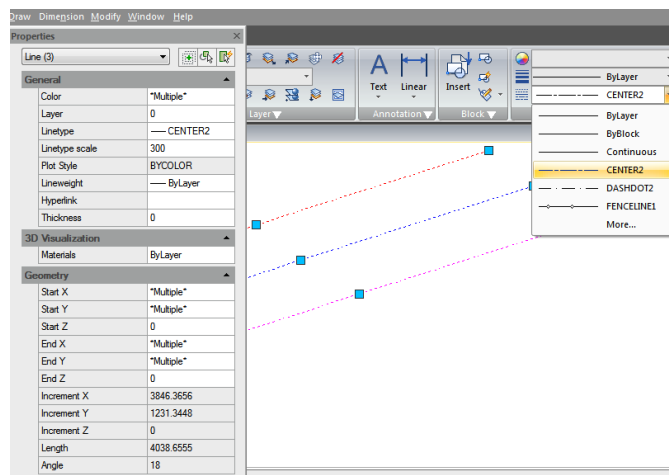 Draw Dimension Modify Window Help
Properties
Line (3)
General
Color *Multiple*
Layer 0
Linetype CENTER2
Linetype scale 300
Plot Style BYCOLOR
Lineweight ByLayer
Hyperlink
Thickness 0
3D Visualization
Materials ByLayer
Geometry
Start X *Multiple*
Start Y *Multiple*
Start Z 0
End X *Multiple*
End Y *Multiple*
End Z 0
Increment X 3846.3656
Increment Y 1231.3448
Increment Z 0
Length 4038.6555
Angle 18
Layer
A
Text
Linear
Annotation
Insert
Block
ByLayer
CENTER2
ByLayer
ByBlock
Continuous
CENTER2
DASHDOT2
FENCELINE1
More...